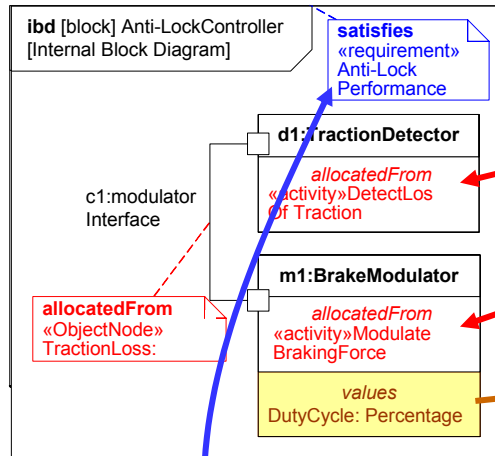 ibd [block] Anti-LockController
[Internal Block Diagram]
satisfies
«requirement»
Anti-Lock
Performance
d1:TractionDetector
allocatedFrom
«activity»DetectLos
Of Traction
c1:modulator
Interface
m1:BrakeModulator
allocatedFrom
«activity»Modulate
BrakingForce
allocatedFrom
«ObjectNode»
TractionLoss:
values
DutyCycle: Percentage